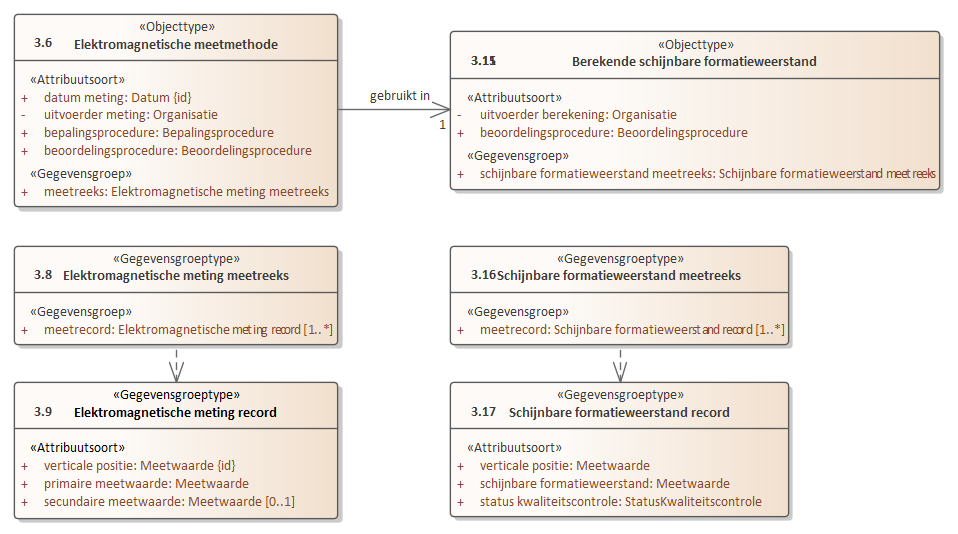 «Objecttype»
3.6 Elektromagnetische meetmethode
«Attribuutsoort»
+ datum meting: Datum {id}
- uitvoerder meting: Organisatie
+ bepalingsprocedure: Bepalingsprocedure
+ beoordelingsprocedure: Beoordelingsprocedure
«Gegevensgroep»
+ meetreeks: Elektromagnetische meting meetreeks
gebruikt in
1
«Objecttype»
3.15 Berekende schijnbare formatieweerstand
«Attribuutsoort»
- uitvoerder berekening: Organisatie
+ beoordelingsprocedure: Beoordelingsprocedure
«Gegevensgroep»
+ schijnbare formatieweerstand meetreeks: Schijnbare formatieweerstand meetreeks
«Gegevensgroeptype»
3.8 Elektromagnetische meting meetreeks
«Gegevensgroep»
+ meetrecord: Elektromagnetische meting record [1..*]
«Gegevensgroeptype»
3.16 Schijnbare formatieweerstand meetreeks
«Gegevensgroep»
+ meetrecord: Schijnbare formatieweerstand record [1..*]
«Gegevensgroeptype»
3.9 Elektromagnetische meting record
«Attribuutsoort»
+ verticale positie: Meetwaarde {id}
+ primaire meetwaarde: Meetwaarde
+ secundaire meetwaarde: Meetwaarde [0..1]
«Gegevensgroeptype»
3.17 Schijnbare formatieweerstand record
«Attribuutsoort»
+ verticale positie: Meetwaarde
+ schijnbare formatieweerstand: Meetwaarde
+ status kwaliteitscontrole: StatusKwaliteitscontrole